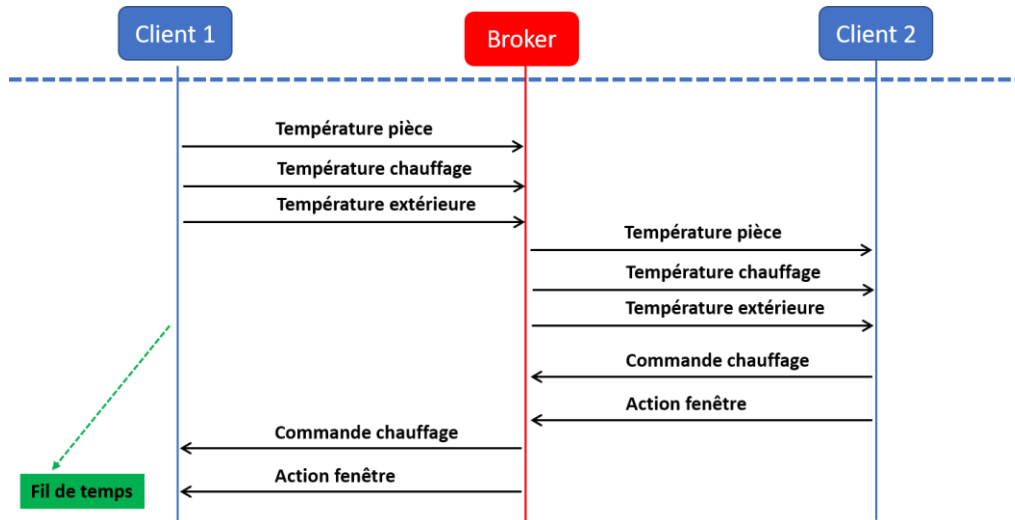 Client 1
Broker
Client 2
Température pièce
Température chauffage
Température extérieure
Température pièce
Température chauffage
Température extérieure
Commande chauffage
Action fenêtre
Commande chauffage
Action fenêtre
Fil de temps